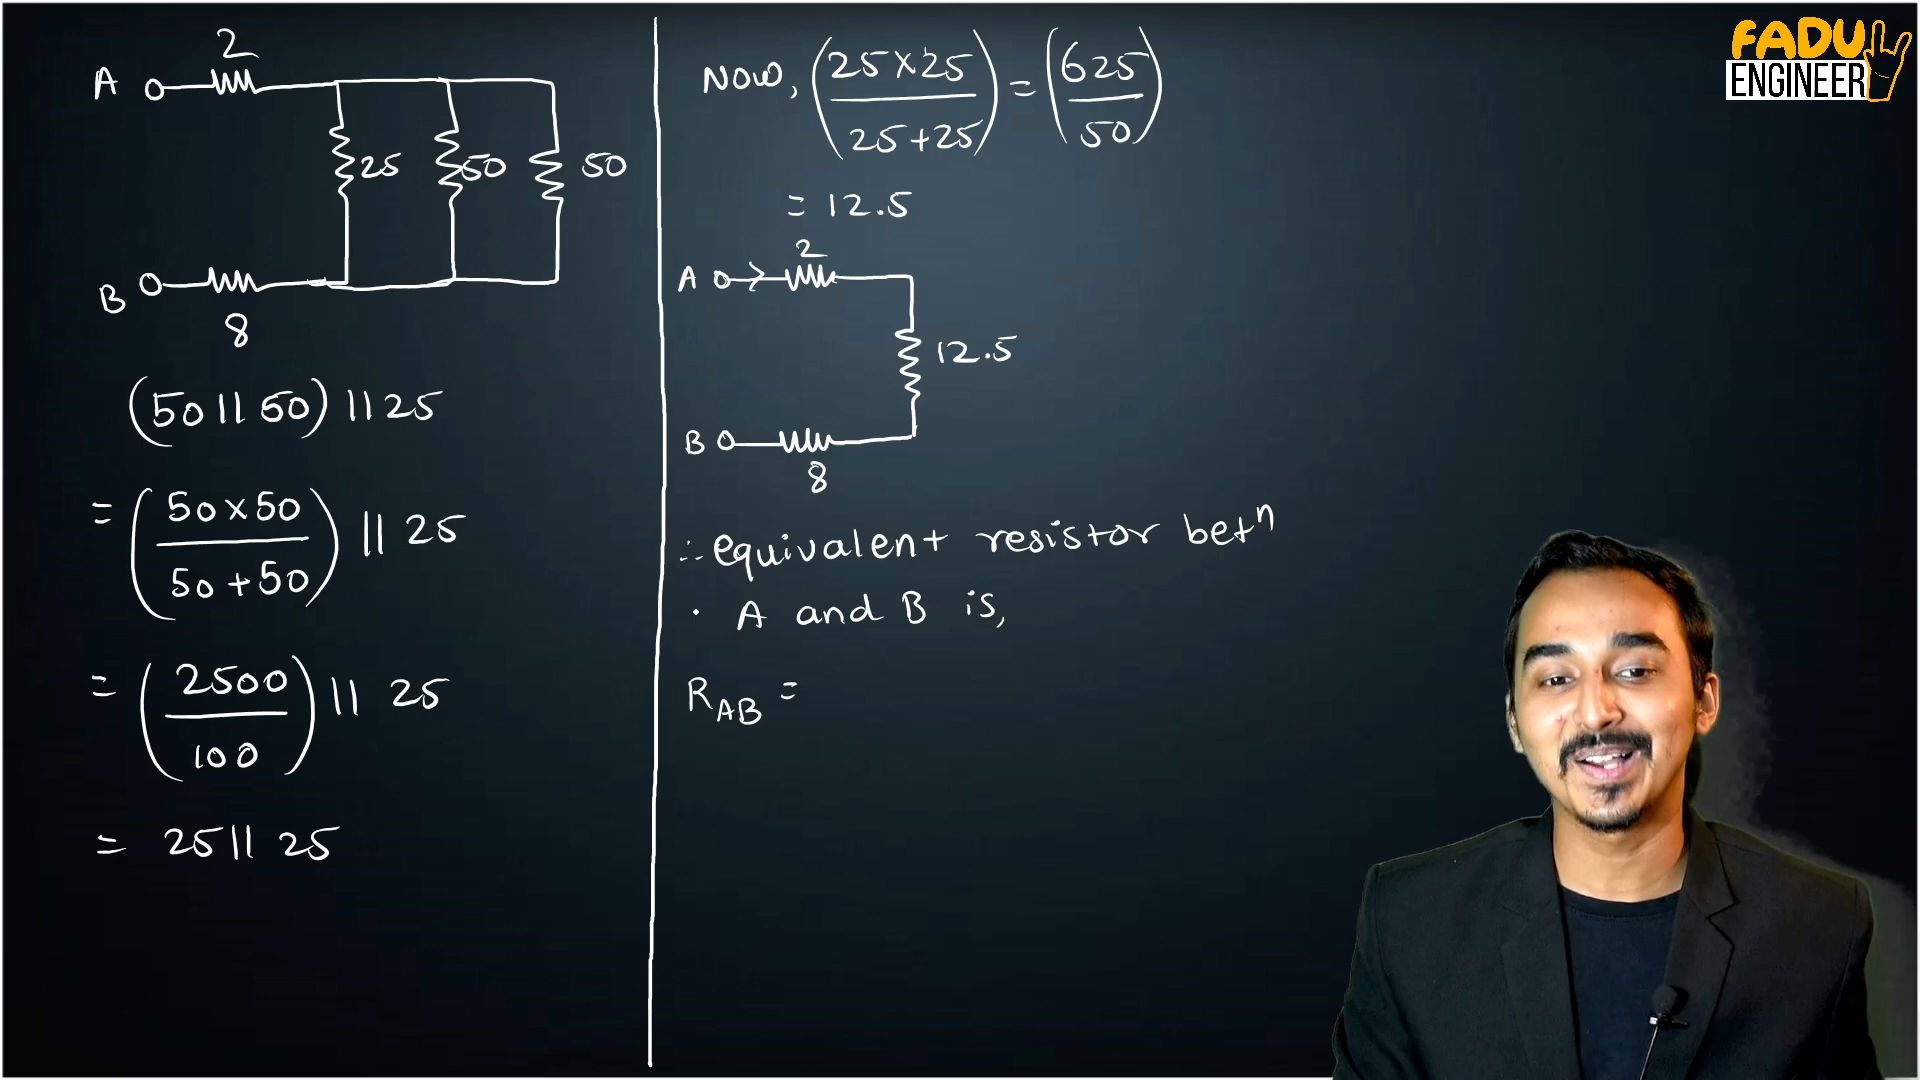 2
A
25 50 50
B
8
(50 || 50) || 25
= (50 × 50 / 50 + 50) || 25
= (2500 / 100) || 25
= 25 || 25
Now, (25 × 25 / 25 + 25) = (625 / 50)
= 12.5
2
A
12.5
B
8
∴ equivalent resistor betⁿ
A and B is,
R_AB =
FADU
ENGINEER